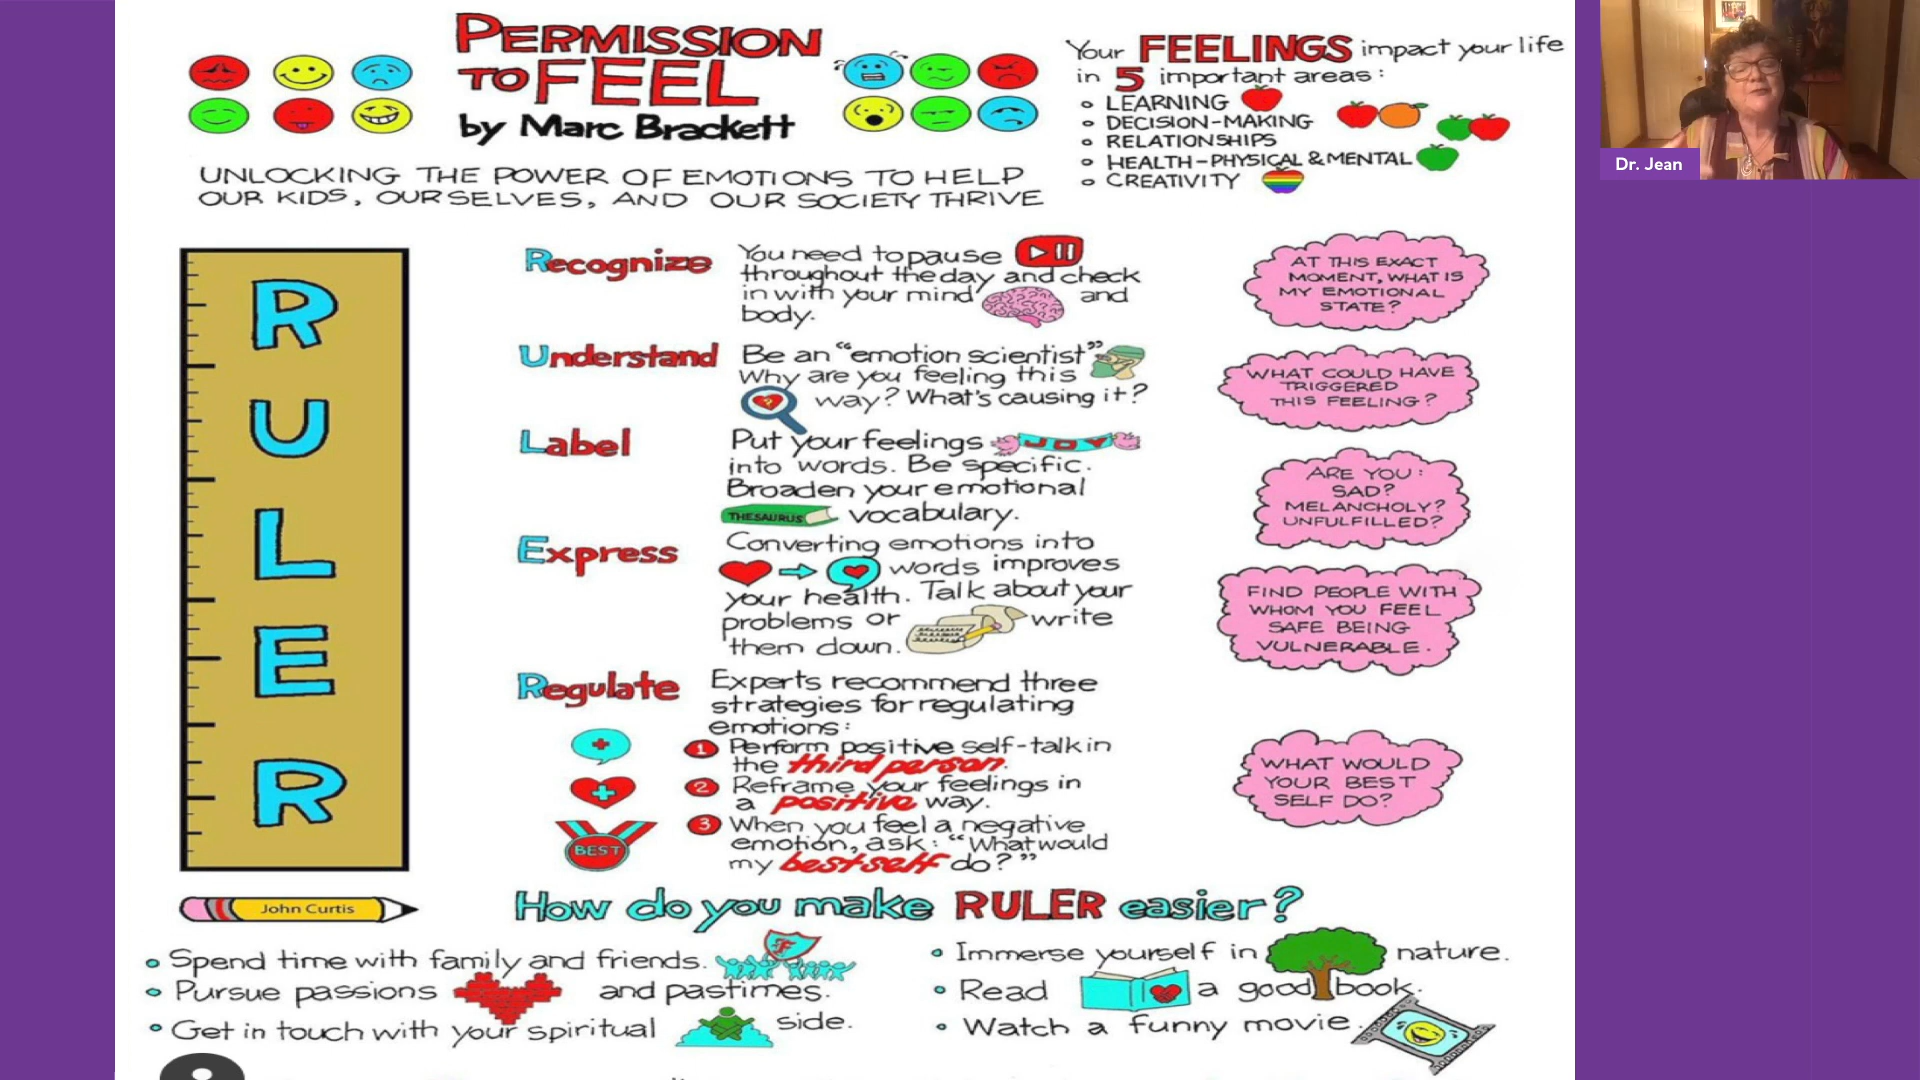 PERMISSION
TO FEEL
by Marc Brackett
UNLOCKING THE POWER OF EMOTIONS TO HELP
OUR KIDS, OURSELVES, AND OUR SOCIETY THRIVE
Your FEELINGS impact your life
in 5 important areas:
• LEARNING
• DECISION-MAKING
• RELATIONSHIPS
• HEALTH-PHYSICAL & MENTAL
• CREATIVITY
Dr. Jean
R
U
L
E
R
John Curtis
Recognize
You need to pause
throughout the day and check
in with your mind and
body.
AT THIS EXACT
MOMENT, WHAT IS
MY EMOTIONAL
STATE?
Understand
Be an “emotion scientist”
Why are you feeling this
way? What's causing it?
WHAT COULD HAVE
TRIGGERED
THIS FEELING?
Label
Put your feelings JOY
into words. Be specific.
Broaden your emotional
THESAURUS vocabulary.
ARE YOU:
SAD?
MELANCHOLY?
UNFULFILLED?
Express
Converting emotions into
words improves
your health. Talk about your
problems or write
them down.
FIND PEOPLE WITH
WHOM YOU FEEL
SAFE BEING
VULNERABLE.
Regulate
Experts recommend three
strategies for regulating
emotions:
1 Perform positive self-talk in
the third person.
2 Reframe your feelings in
a positive way.
3 When you feel a negative
emotion, ask: “What would
my best self do?”
BEST
WHAT WOULD
YOUR BEST
SELF DO?
How do you make RULER easier?
• Spend time with family and friends.
F
• Pursue passions and pastimes.
• Get in touch with your spiritual side.
• Immerse yourself in nature.
• Read a good book.
• Watch a funny movie.